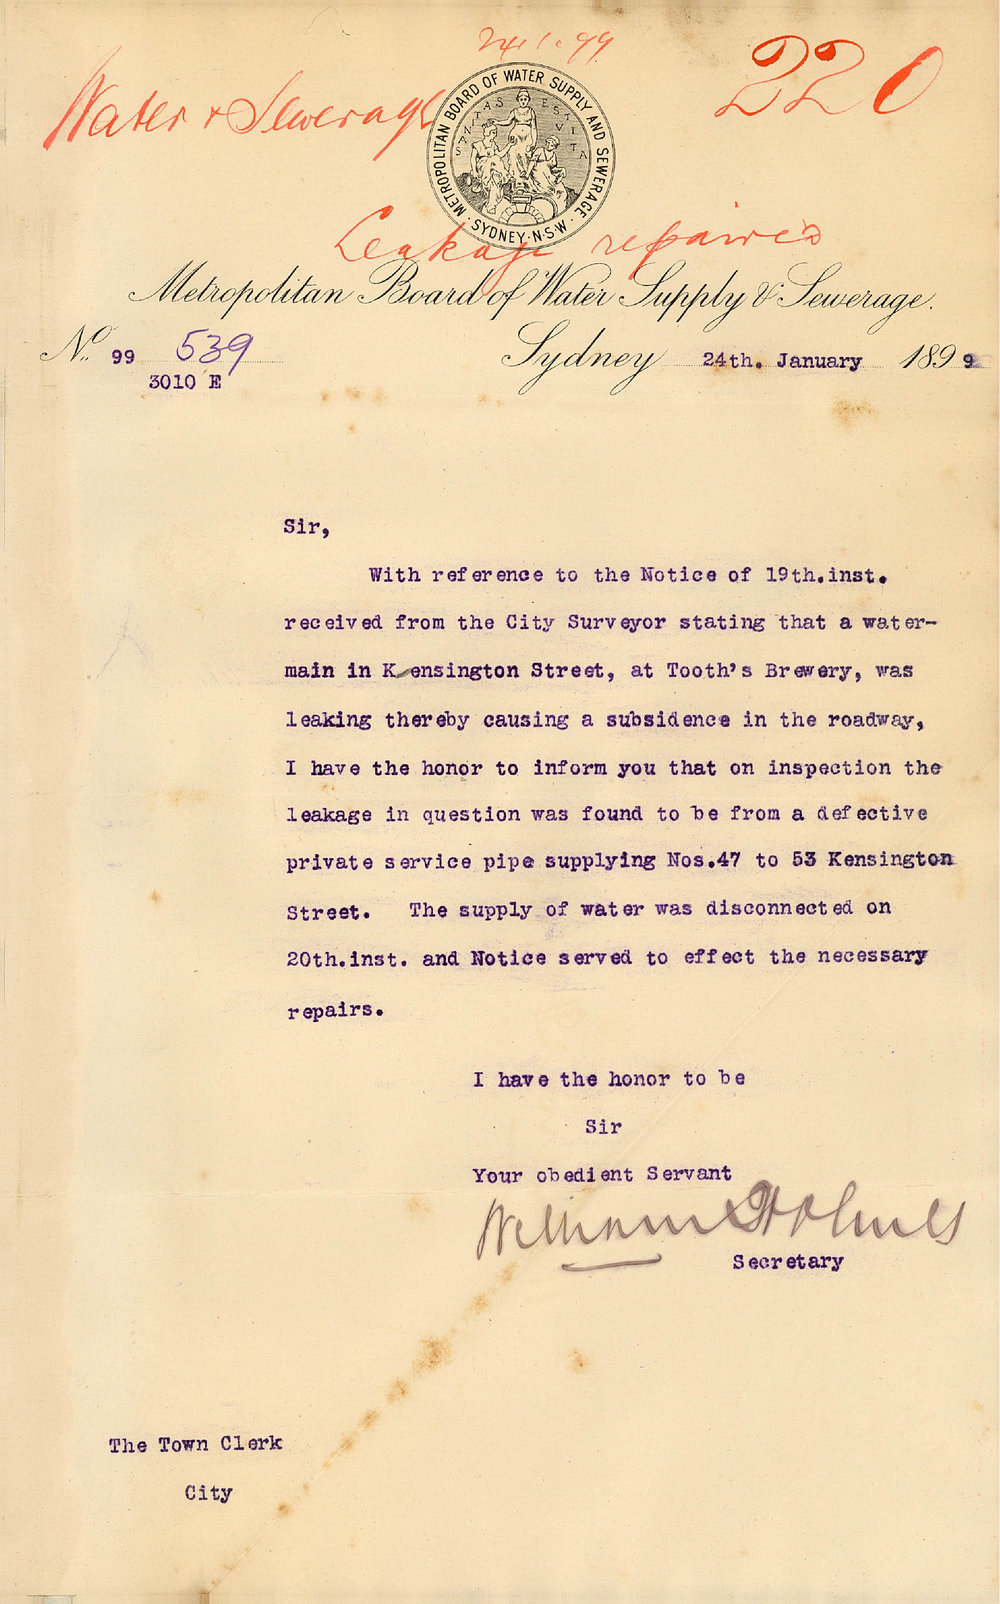 24.1.99
Water & Sewerage
220
METROPOLITAN BOARD OF WATER SUPPLY AND SEWERAGE
SANITAS EST VITA
SYDNEY·N·S·W·
Leakage repaired
Metropolitan Board of Water Supply & Sewerage.
No. 99 539
3010 E
Sydney 24th. January 1899
Sir,
With reference to the Notice of 19th.inst.
received from the City Surveyor stating that a water-
main in Kensington Street, at Tooth's Brewery, was
leaking thereby causing a subsidence in the roadway,
I have the honor to inform you that on inspection the
leakage in question was found to be from a defective
private service pipe supplying Nos.47 to 53 Kensington
Street. The supply of water was disconnected on
20th.inst. and Notice served to effect the necessary
repairs.
I have the honor to be
Sir
Your obedient Servant
William Holmes
Secretary
The Town Clerk
City